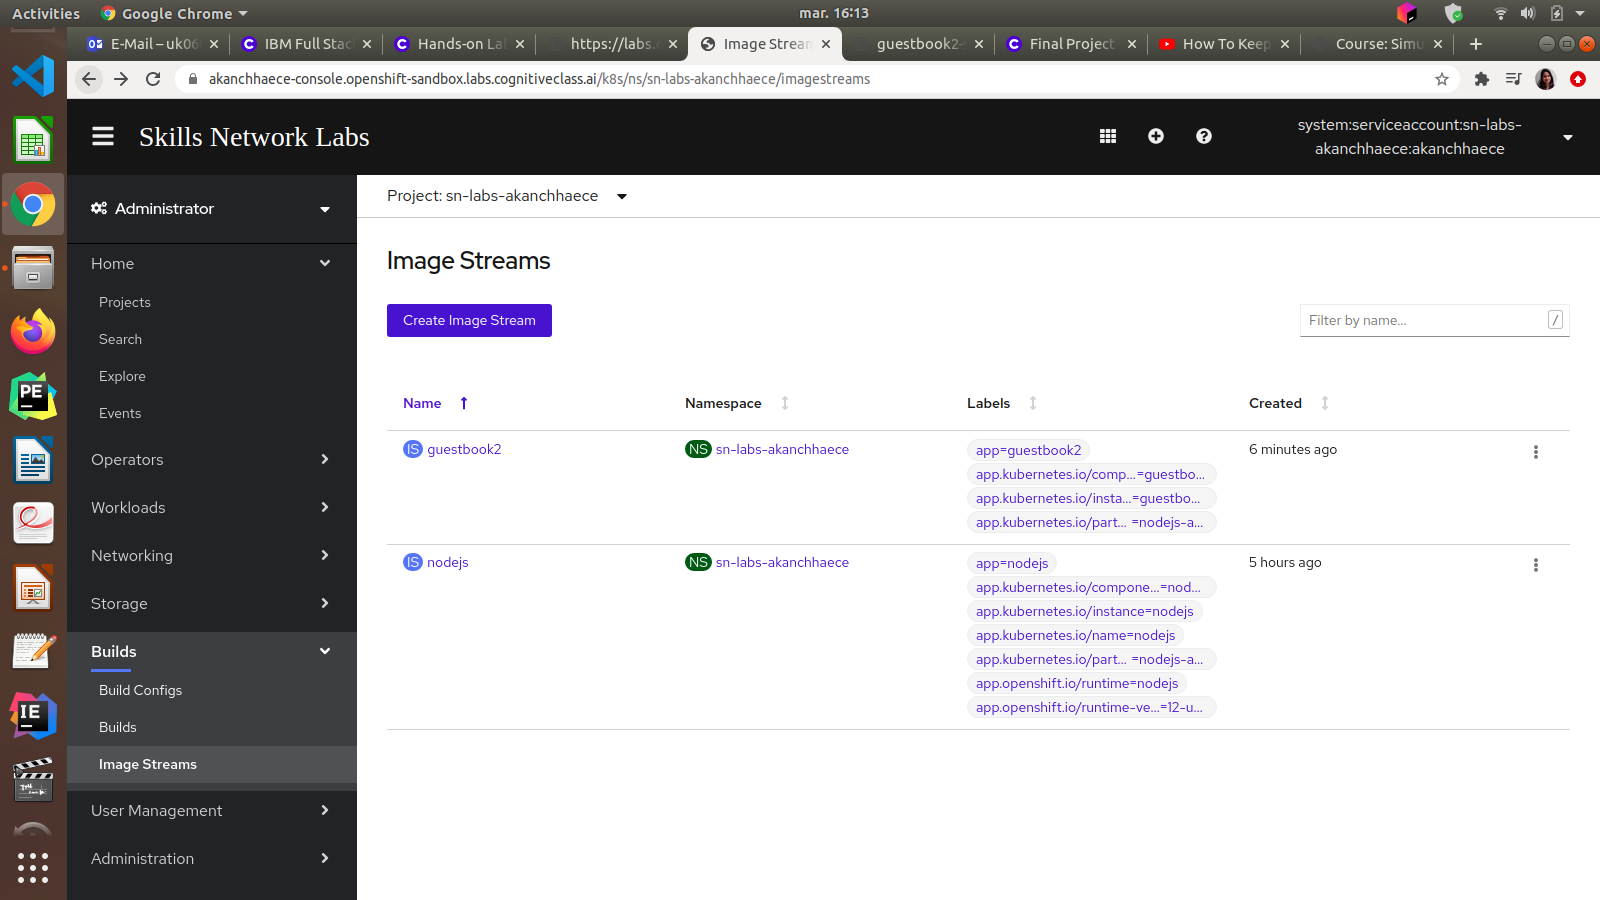 Activities
Google Chrome
mar. 16:13
E-Mail – uk06
IBM Full Stac
Hands-on La
https://labs.
Image Stream
guestbook2-
Final Project
How To Keep
Course: Simu
akanchhaece-console.openshift-sandbox.labs.cognitiveclass.ai/k8s/ns/sn-labs-akanchhaece/imagestreams
Skills Network Labs
system:serviceaccount:sn-labs-
akanchhaece:akanchhaece
Administrator
Home
Projects
Search
Explore
Events
Operators
Workloads
Networking
Storage
Builds
Build Configs
Builds
Image Streams
User Management
Administration
Project: sn-labs-akanchhaece
Image Streams
Create Image Stream
Filter by name...
/
Name
Namespace
Labels
Created
IS guestbook2
NS sn-labs-akanchhaece
app=guestbook2
app.kubernetes.io/comp...=guestbo...
app.kubernetes.io/insta...=guestbo...
app.kubernetes.io/part... =nodejs-a...
6 minutes ago
IS nodejs
NS sn-labs-akanchhaece
app=nodejs
app.kubernetes.io/compone...=nod...
app.kubernetes.io/instance=nodejs
app.kubernetes.io/name=nodejs
app.kubernetes.io/part... =nodejs-a...
app.openshift.io/runtime=nodejs
app.openshift.io/runtime-ve...=12-u...
5 hours ago
PE
IE